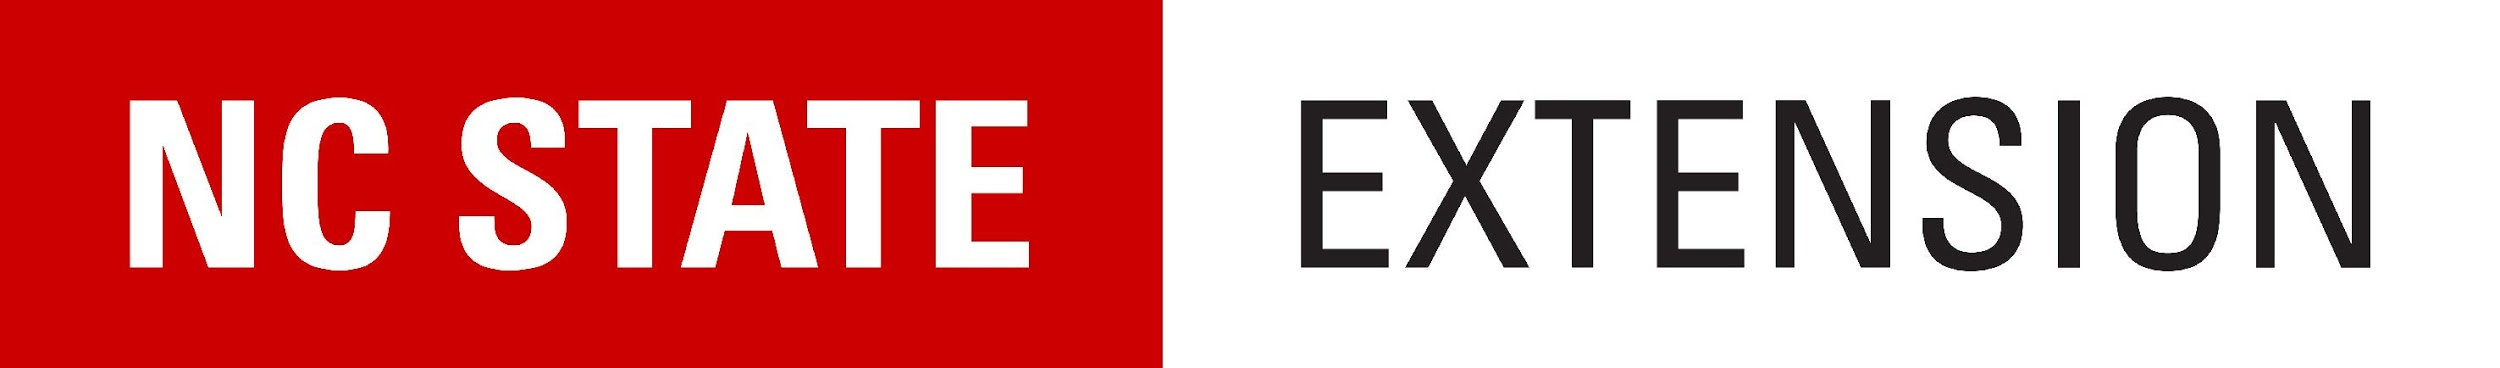 NC STATE EXTENSION